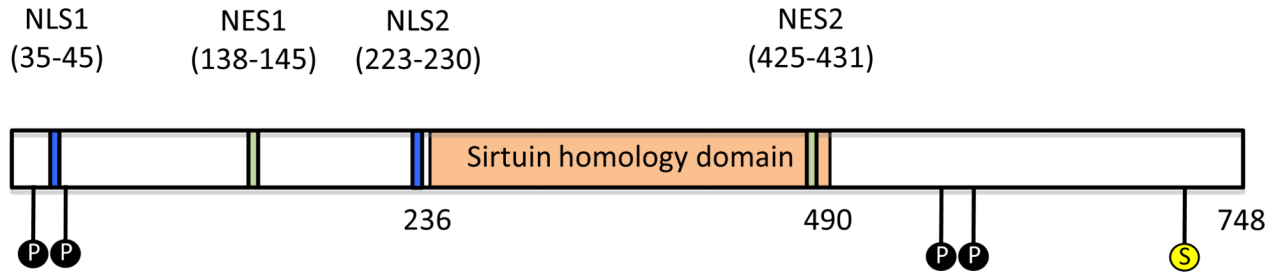 NLS1 NES1 NLS2 NES2
(35-45) (138-145) (223-230) (425-431)
Sirtuin homology domain
236 490 748
P P P P S